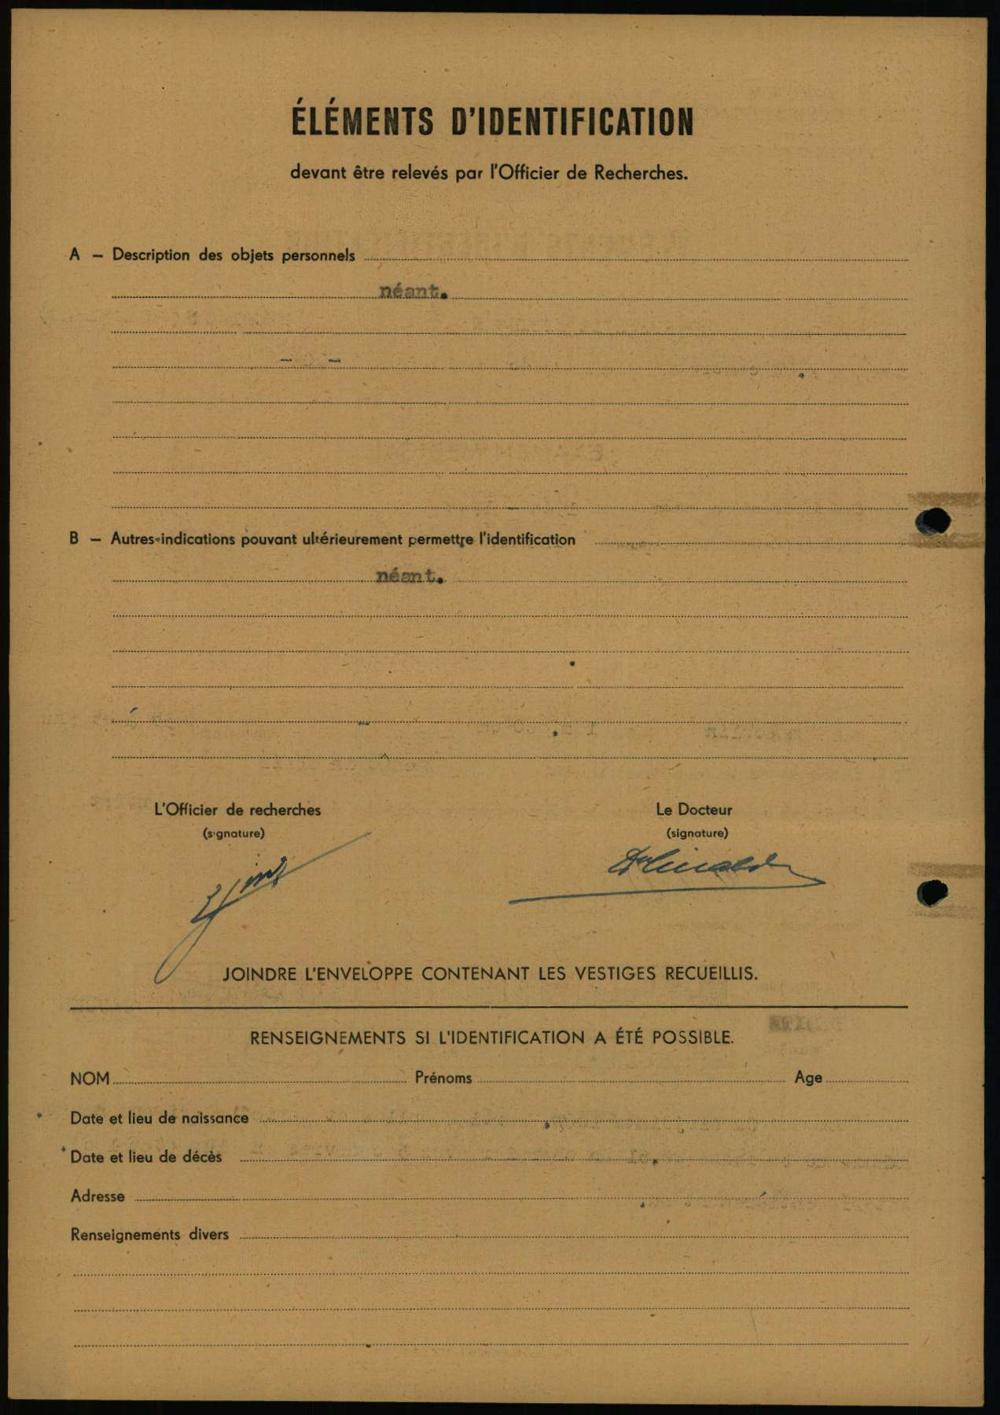 ÉLÉMENTS D'IDENTIFICATION
devant être relevés par l'Officier de Recherches.
A — Description des objets personnels
néant.
— —
B — Autres indications pouvant ultérieurement permettre l'identification
néant.
L'Officier de recherches
(signature)
Le Docteur
(signature)
JOINDRE L'ENVELOPPE CONTENANT LES VESTIGES RECUEILLIS.
RENSEIGNEMENTS SI L'IDENTIFICATION A ÉTÉ POSSIBLE.
NOM Prénoms Age
Date et lieu de naissance
Date et lieu de décès
Adresse
Renseignements divers